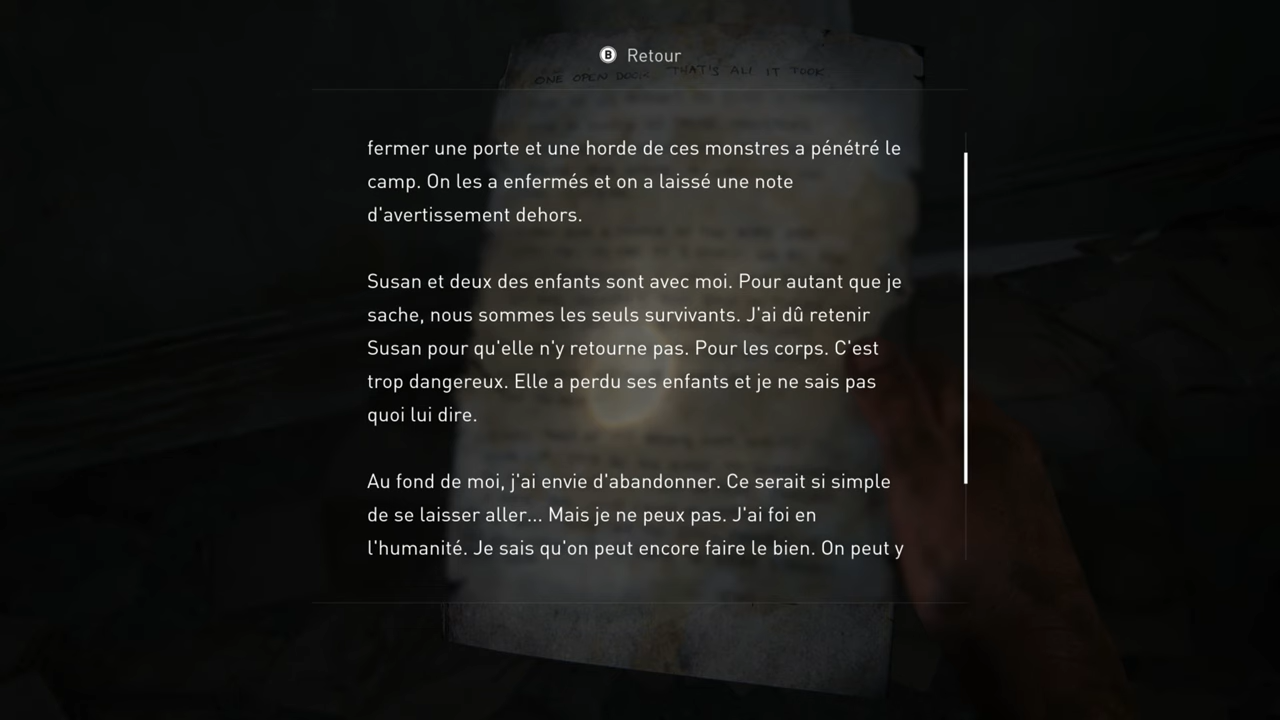 B Retour
ONE OPEN DOOR. THAT'S ALL IT TOOK.
fermer une porte et une horde de ces monstres a pénétré le
camp. On les a enfermés et on a laissé une note
d'avertissement dehors.
Susan et deux des enfants sont avec moi. Pour autant que je
sache, nous sommes les seuls survivants. J'ai dû retenir
Susan pour qu'elle n'y retourne pas. Pour les corps. C'est
trop dangereux. Elle a perdu ses enfants et je ne sais pas
quoi lui dire.
Au fond de moi, j'ai envie d'abandonner. Ce serait si simple
de se laisser aller... Mais je ne peux pas. J'ai foi en
l'humanité. Je sais qu'on peut encore faire le bien. On peut y